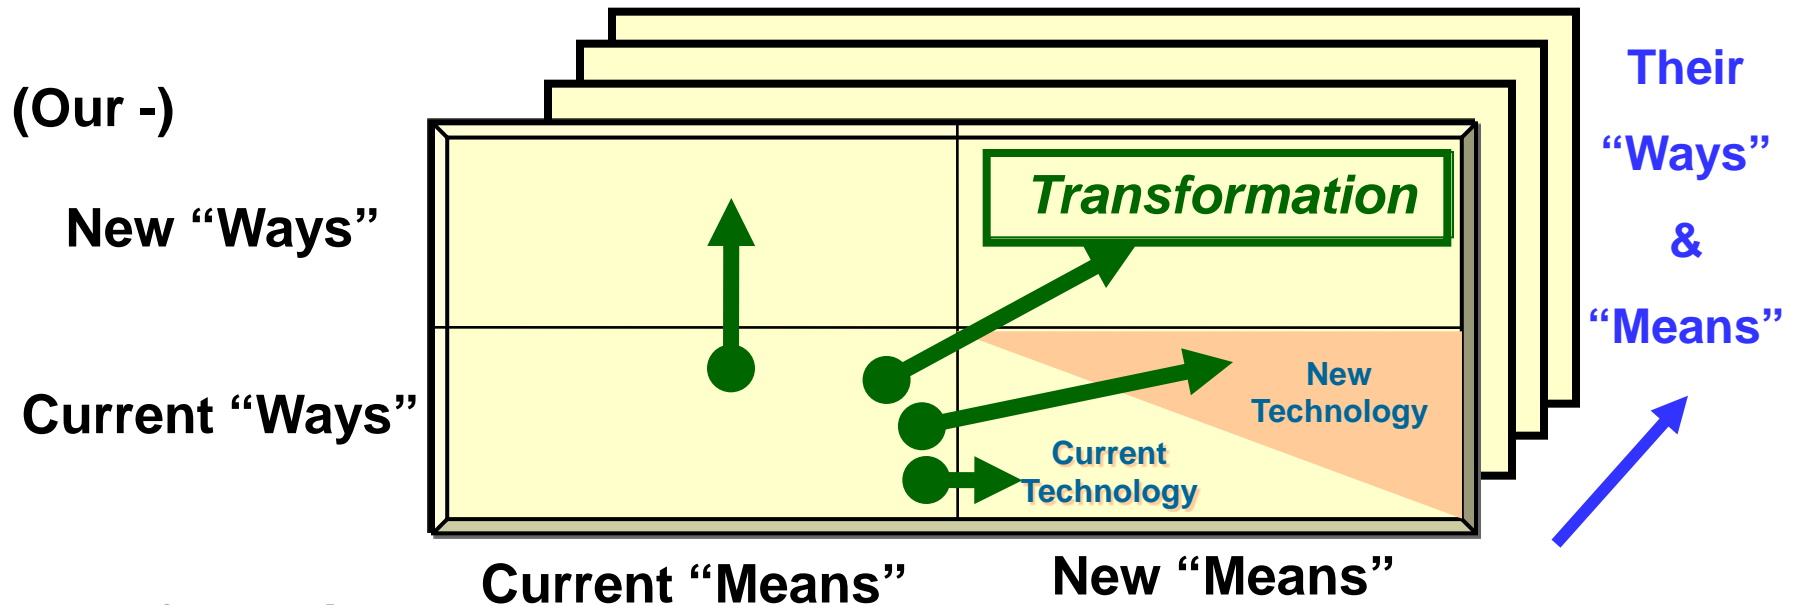 (Our -)
Their
“Ways”
&
“Means”
Transformation
New “Ways”
New
Technology
Current “Ways”
Current
Technology
Current “Means”
New “Means”